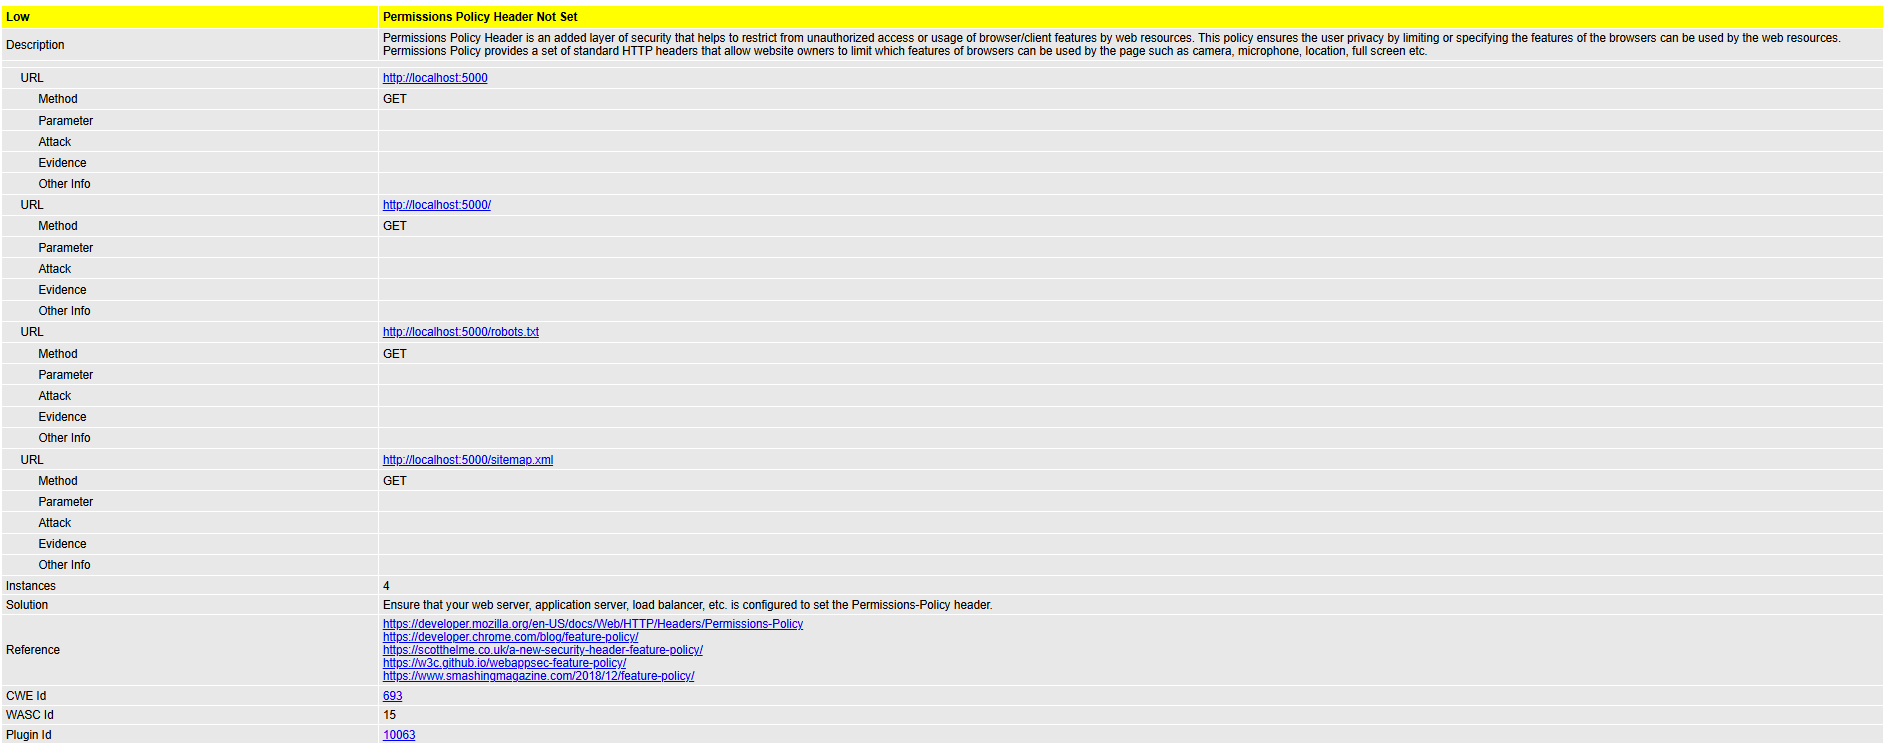 Low Permissions Policy Header Not Set
Description Permissions Policy Header is an added layer of security that helps to restrict from unauthorized access or usage of browser/client features by web resources. This policy ensures the user privacy by limiting or specifying the features of the browsers can be used by the web resources.
Permissions Policy provides a set of standard HTTP headers that allow website owners to limit which features of browsers can be used by the page such as camera, microphone, location, full screen etc.
URL http://localhost:5000
Method GET
Parameter
Attack
Evidence
Other Info
URL http://localhost:5000/
Method GET
Parameter
Attack
Evidence
Other Info
URL http://localhost:5000/robots.txt
Method GET
Parameter
Attack
Evidence
Other Info
URL http://localhost:5000/sitemap.xml
Method GET
Parameter
Attack
Evidence
Other Info
Instances 4
Solution Ensure that your web server, application server, load balancer, etc. is configured to set the Permissions-Policy header.
Reference https://developer.mozilla.org/en-US/docs/Web/HTTP/Headers/Permissions-Policy
https://developer.chrome.com/blog/feature-policy/
https://scotthelme.co.uk/a-new-security-header-feature-policy/
https://w3c.github.io/webappsec-feature-policy/
https://www.smashingmagazine.com/2018/12/feature-policy/
CWE Id 693
WASC Id 15
Plugin Id 10063